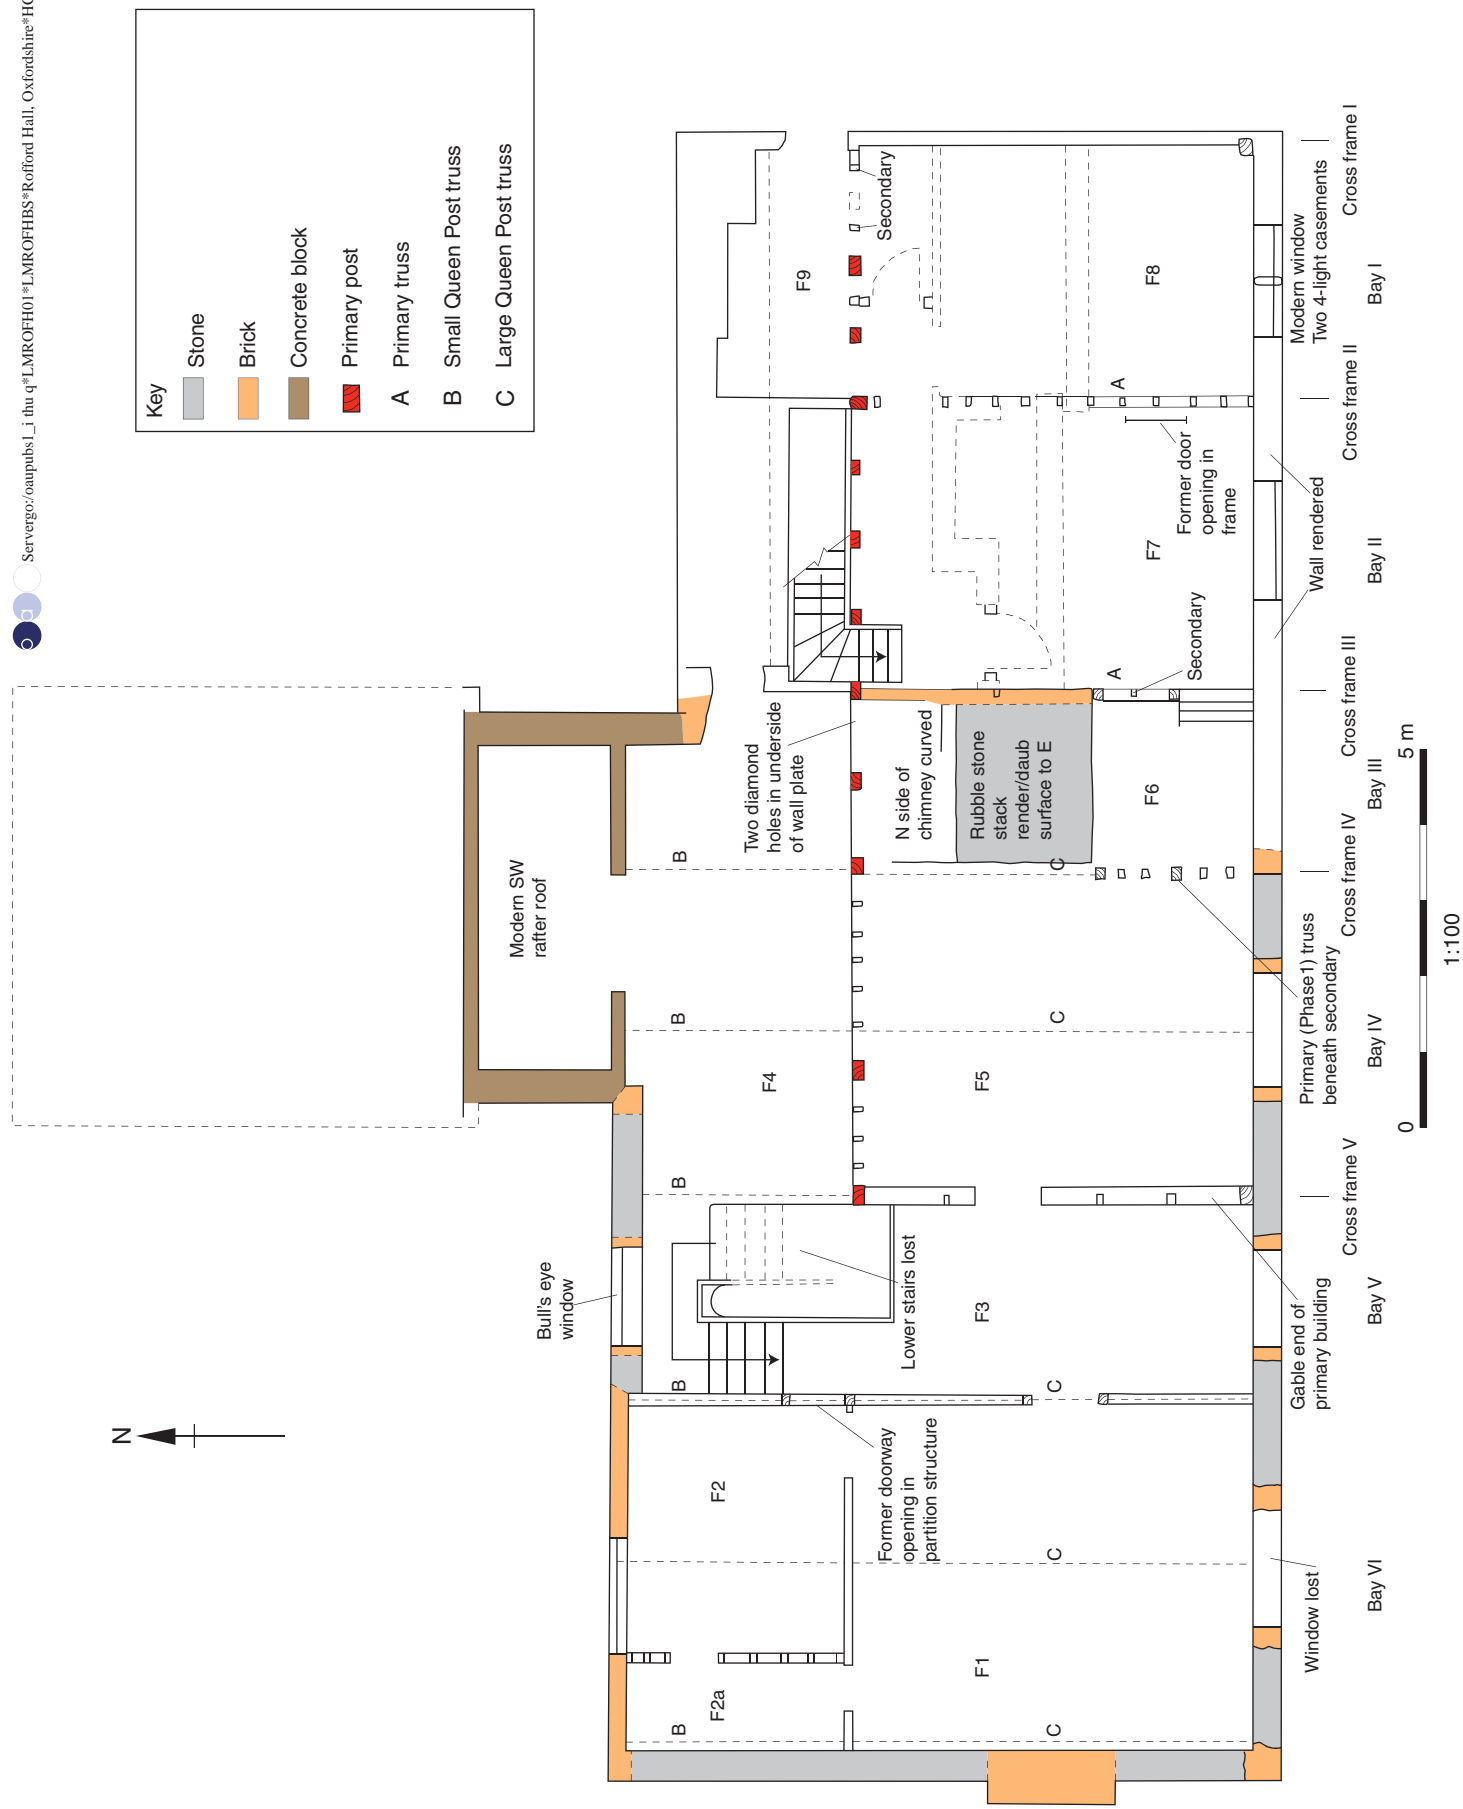 Servergo:/oaupubs1_i thu q*LMROFH01*LMROFHBS*Rofford Hall, Oxfordshire*HG
Key
Stone
Brick
Concrete block
Primary post
A Primary truss
B Small Queen Post truss
C Large Queen Post truss
N
Bull's eye
window
Modern SW
rafter roof
Two diamond
holes in underside
of wall plate
F9
Secondary
B
B
B
B
B
F2a
F2
F4
Former doorway
opening in
partition structure
Lower stairs lost
N side of
chimney curved
Rubble stone
stack
render/daub
surface to E
F1
F3
F5
F6
F7
F8
C
C
C
C
C
A
A
Secondary
Former door
opening in
frame
Window lost
Gable end of
primary building
Primary (Phase1) truss
beneath secondary
Wall rendered
Modern window
Two 4-light casements
Cross frame V
Cross frame IV
Cross frame III
Cross frame II
Cross frame I
Bay VI
Bay V
Bay IV
Bay III
Bay II
Bay I
0
5 m
1:100